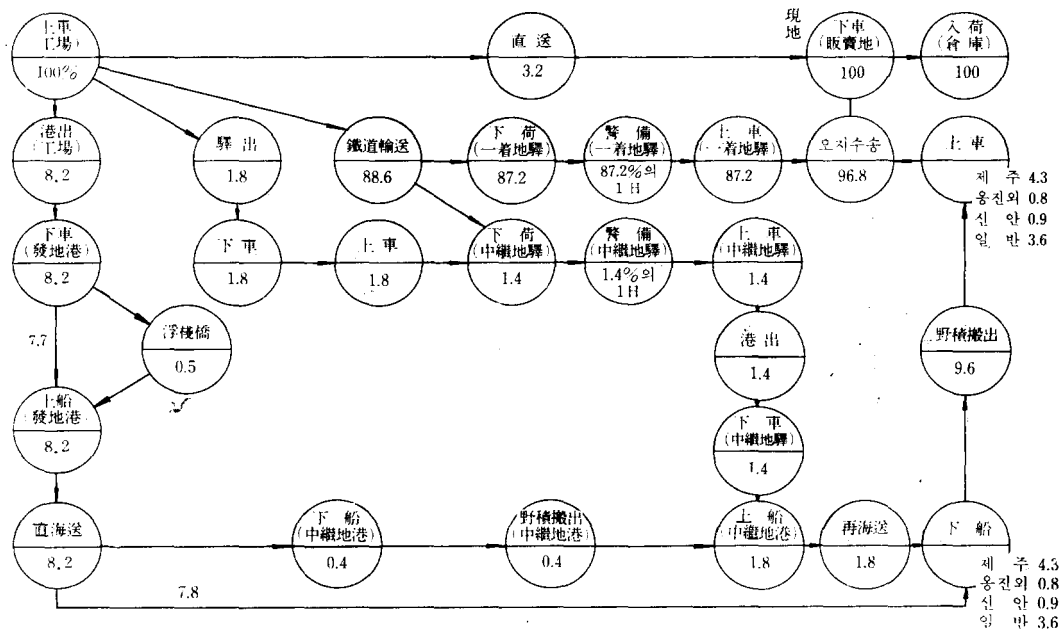 上車
工場
100%
直送
3.2
現地
下車
(販賣地)
100
入荷
(倉庫)
100
港出
(工場)
8.2
驛出
1.8
鐵道輸送
88.6
下荷
(一着地驛)
87.2
警備
(一着地驛)
87.2%의
1日
上車
(一着地驛)
87.2
오지수송
96.8
上車
제 주 4.3
옹진외 0.8
신 안 0.9
일 반 3.6
下車
(發地港)
8.2
下車
1.8
上車
1.8
下荷
(中繼地驛)
1.4
警備
(中繼地驛)
1.4%의
1日
上車
(中繼地驛)
1.4
7.7
浮棧橋
0.5
港出
1.4
野積搬出
9.6
上船
(發地港)
8.2
下車
(中繼地驛)
1.4
直海送
8.2
下船
(中繼地港)
0.4
野積搬出
(中繼地港)
0.4
上船
(中繼地港)
1.8
再海送
1.8
下船
제 주 4.3
옹진외 0.8
신 안 0.9
일 반 3.6
7.8